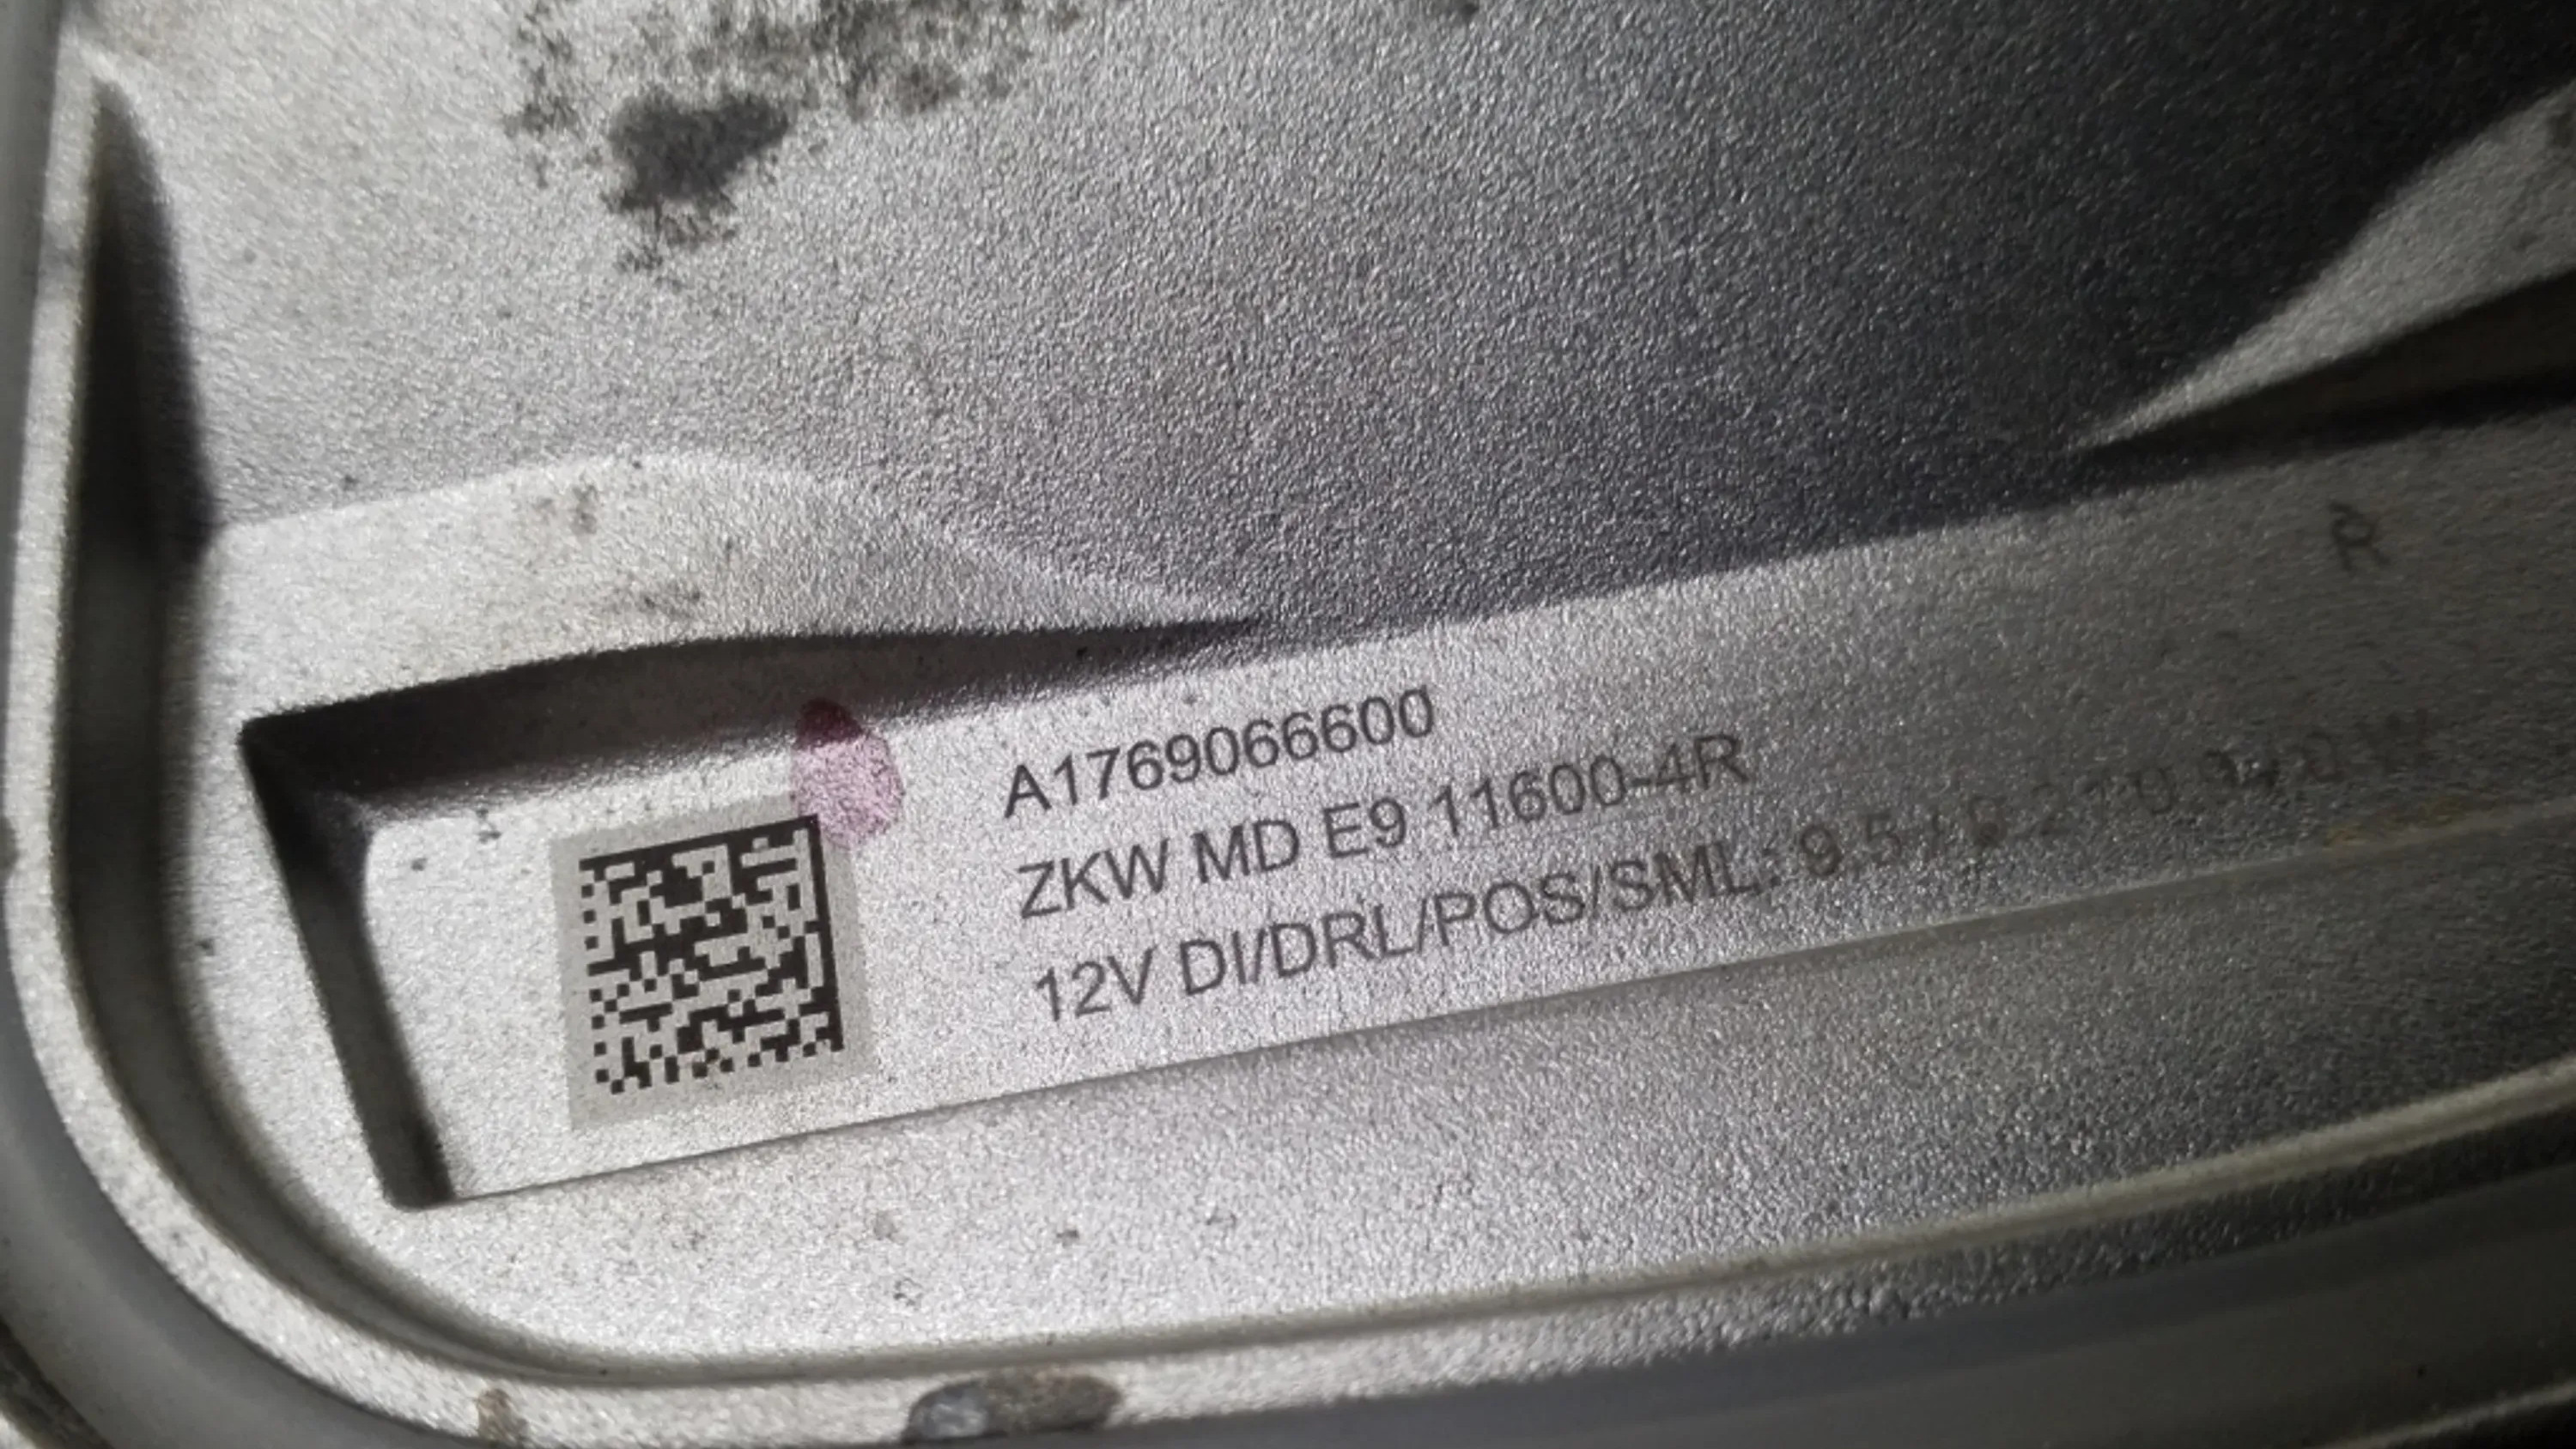 R
A1769066600
ZKW MD E9 11600-4R
12V DI/DRL/POS/SML: